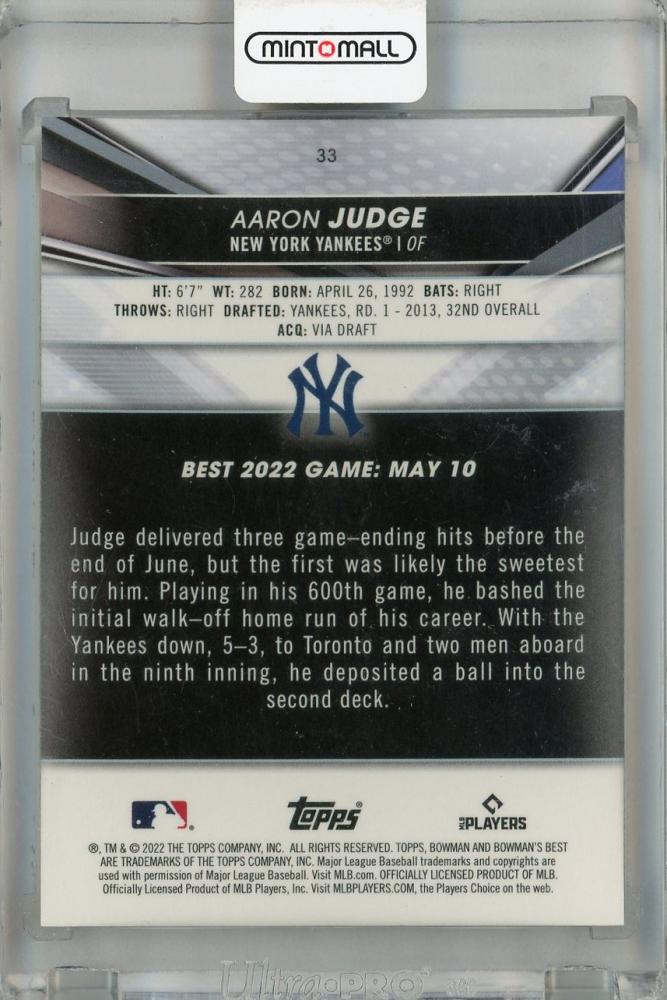 MINT MALL
33
AARON JUDGE
NEW YORK YANKEES® | OF
HT: 6'7" WT: 282 BORN: APRIL 26, 1992 BATS: RIGHT
THROWS: RIGHT DRAFTED: YANKEES, RD. 1 - 2013, 32ND OVERALL
ACQ: VIA DRAFT
NY
BEST 2022 GAME: MAY 10
Judge delivered three game–ending hits before the
end of June, but the first was likely the sweetest
for him. Playing in his 600th game, he bashed the
initial walk–off home run of his career. With the
Yankees down, 5–3, to Toronto and two men aboard
in the ninth inning, he deposited a ball into the
second deck.
topps® MLB PLAYERS
®, TM & © 2022 THE TOPPS COMPANY, INC. ALL RIGHTS RESERVED. TOPPS, BOWMAN AND BOWMAN'S BEST
ARE TRADEMARKS OF THE TOPPS COMPANY, INC. Major League Baseball trademarks and copyrights are
used with permission of Major League Baseball. Visit MLB.com. OFFICIALLY LICENSED PRODUCT OF MLB.
Officially Licensed Product of MLB Players, Inc. Visit MLBPLAYERS.COM, the Players Choice on the web.
Ultra•PRO®